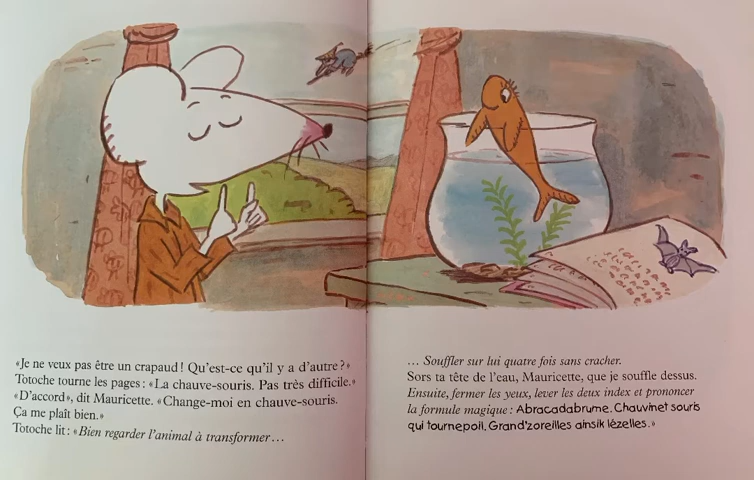 «Je ne veux pas être un crapaud ! Qu'est-ce qu'il y a d'autre ?»
Totoche tourne les pages : «La chauve-souris. Pas très difficile.»
«D'accord», dit Mauricette. «Change-moi en chauve-souris.
Ça me plaît bien.»
Totoche lit : «Bien regarder l'animal à transformer…
… Souffler sur lui quatre fois sans cracher.
Sors ta tête de l'eau, Mauricette, que je souffle dessus.
Ensuite, fermer les yeux, lever les deux index et prononcer
la formule magique : Abracadabrume. Chauvinet souris
qui tournepoil. Grand'zoreilles ainsik lézelles.»